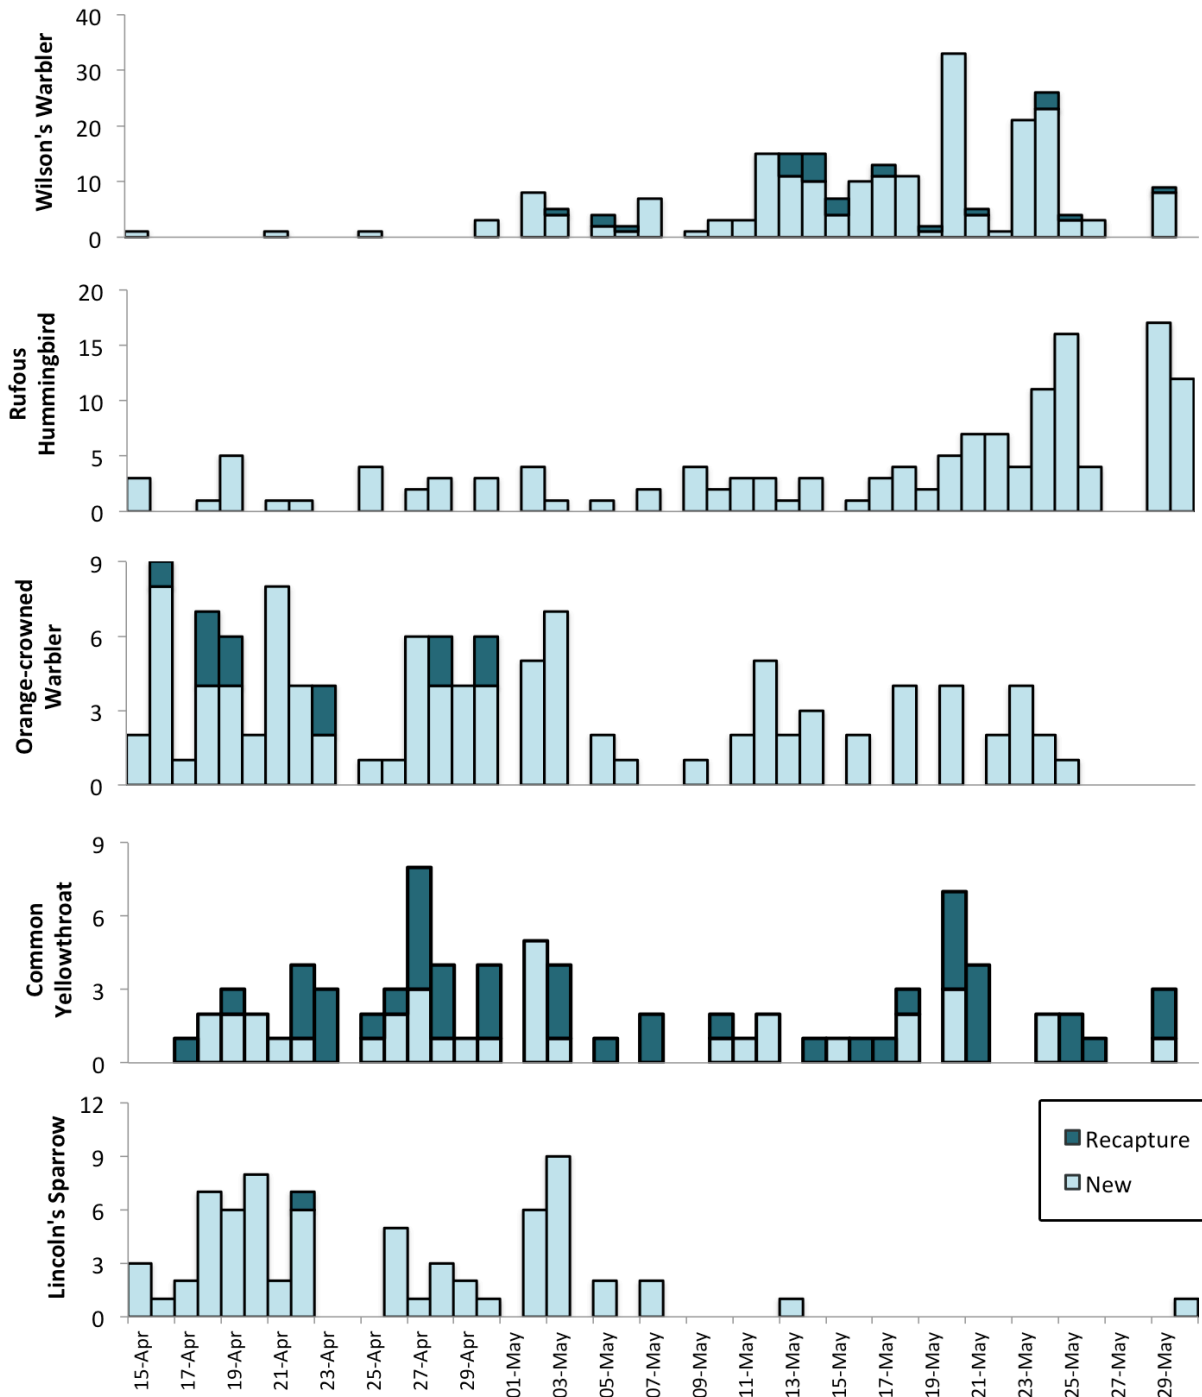 Wilson's Warbler
40
30
20
10
0
Rufous
Hummingbird
20
15
10
5
0
Orange-crowned
Warbler
9
6
3
0
Common
Yellowthroat
9
6
3
0
Lincoln's Sparrow
12
9
6
3
0
Recapture
New
15-Apr
17-Apr
19-Apr
21-Apr
23-Apr
25-Apr
27-Apr
29-Apr
01-May
03-May
05-May
07-May
09-May
11-May
13-May
15-May
17-May
19-May
21-May
23-May
25-May
27-May
29-May